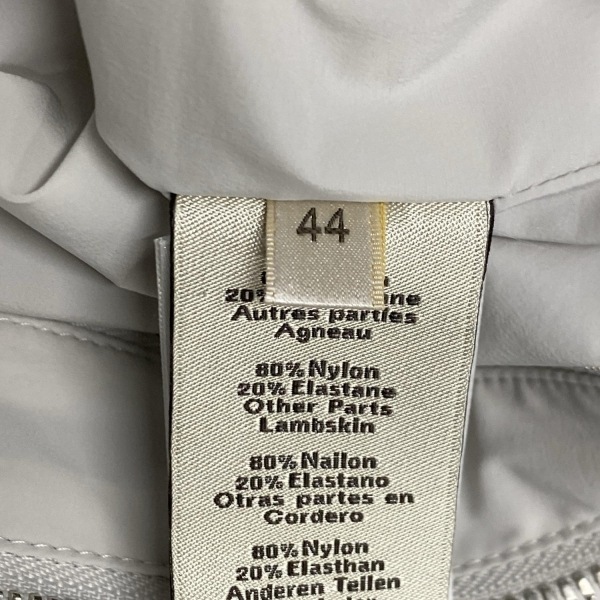 44
20%
Autres parties
Agneau
80% Nylon
20% Elastane
Other Parts
Lambskin
80% Nailon
20% Elastano
Otras partes en
Cordero
80% Nylon
20% Elasthan
Anderen Teilen